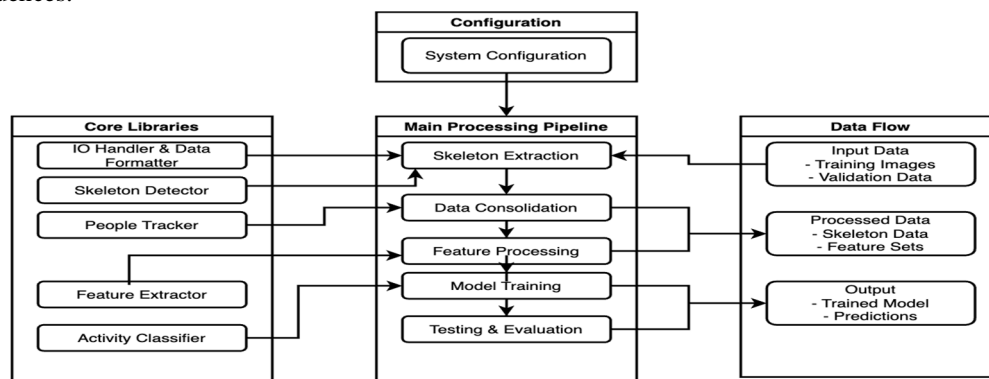 Configuration
System Configuration
Core Libraries
IO Handler & Data
Formatter
Skeleton Detector
People Tracker
Feature Extractor
Activity Classifier
Main Processing Pipeline
Skeleton Extraction
Data Consolidation
Feature Processing
Model Training
Testing & Evaluation
Data Flow
Input Data
- Training Images
- Validation Data
Processed Data
- Skeleton Data
- Feature Sets
Output
- Trained Model
- Predictions